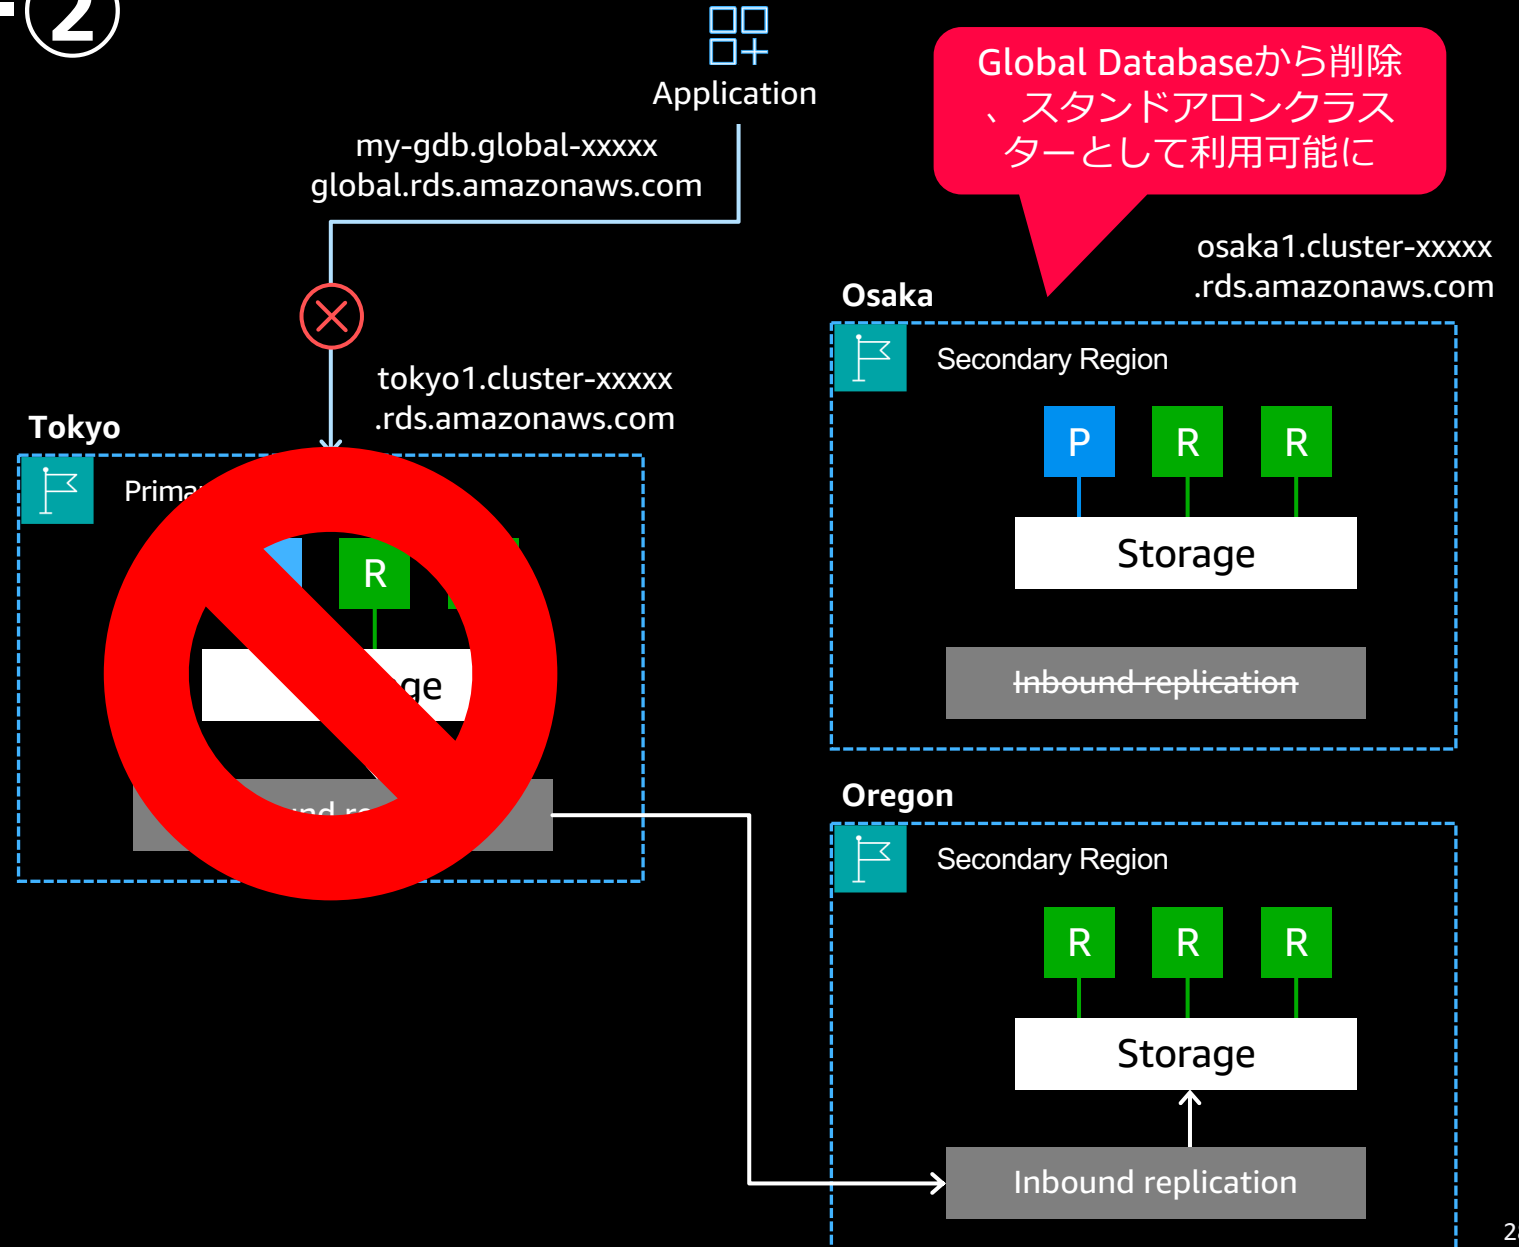 ②
Application
Global Databaseから削除
、スタンドアロンクラス
ターとして利用可能に
my-gdb.global-xxxxx
global.rds.amazonaws.com
osaka1.cluster-xxxxx
.rds.amazonaws.com
Osaka
Secondary Region
P R R
Storage
Inbound replication
tokyo1.cluster-xxxxx
.rds.amazonaws.com
Tokyo
R
Oregon
Secondary Region
R R R
Storage
Inbound replication